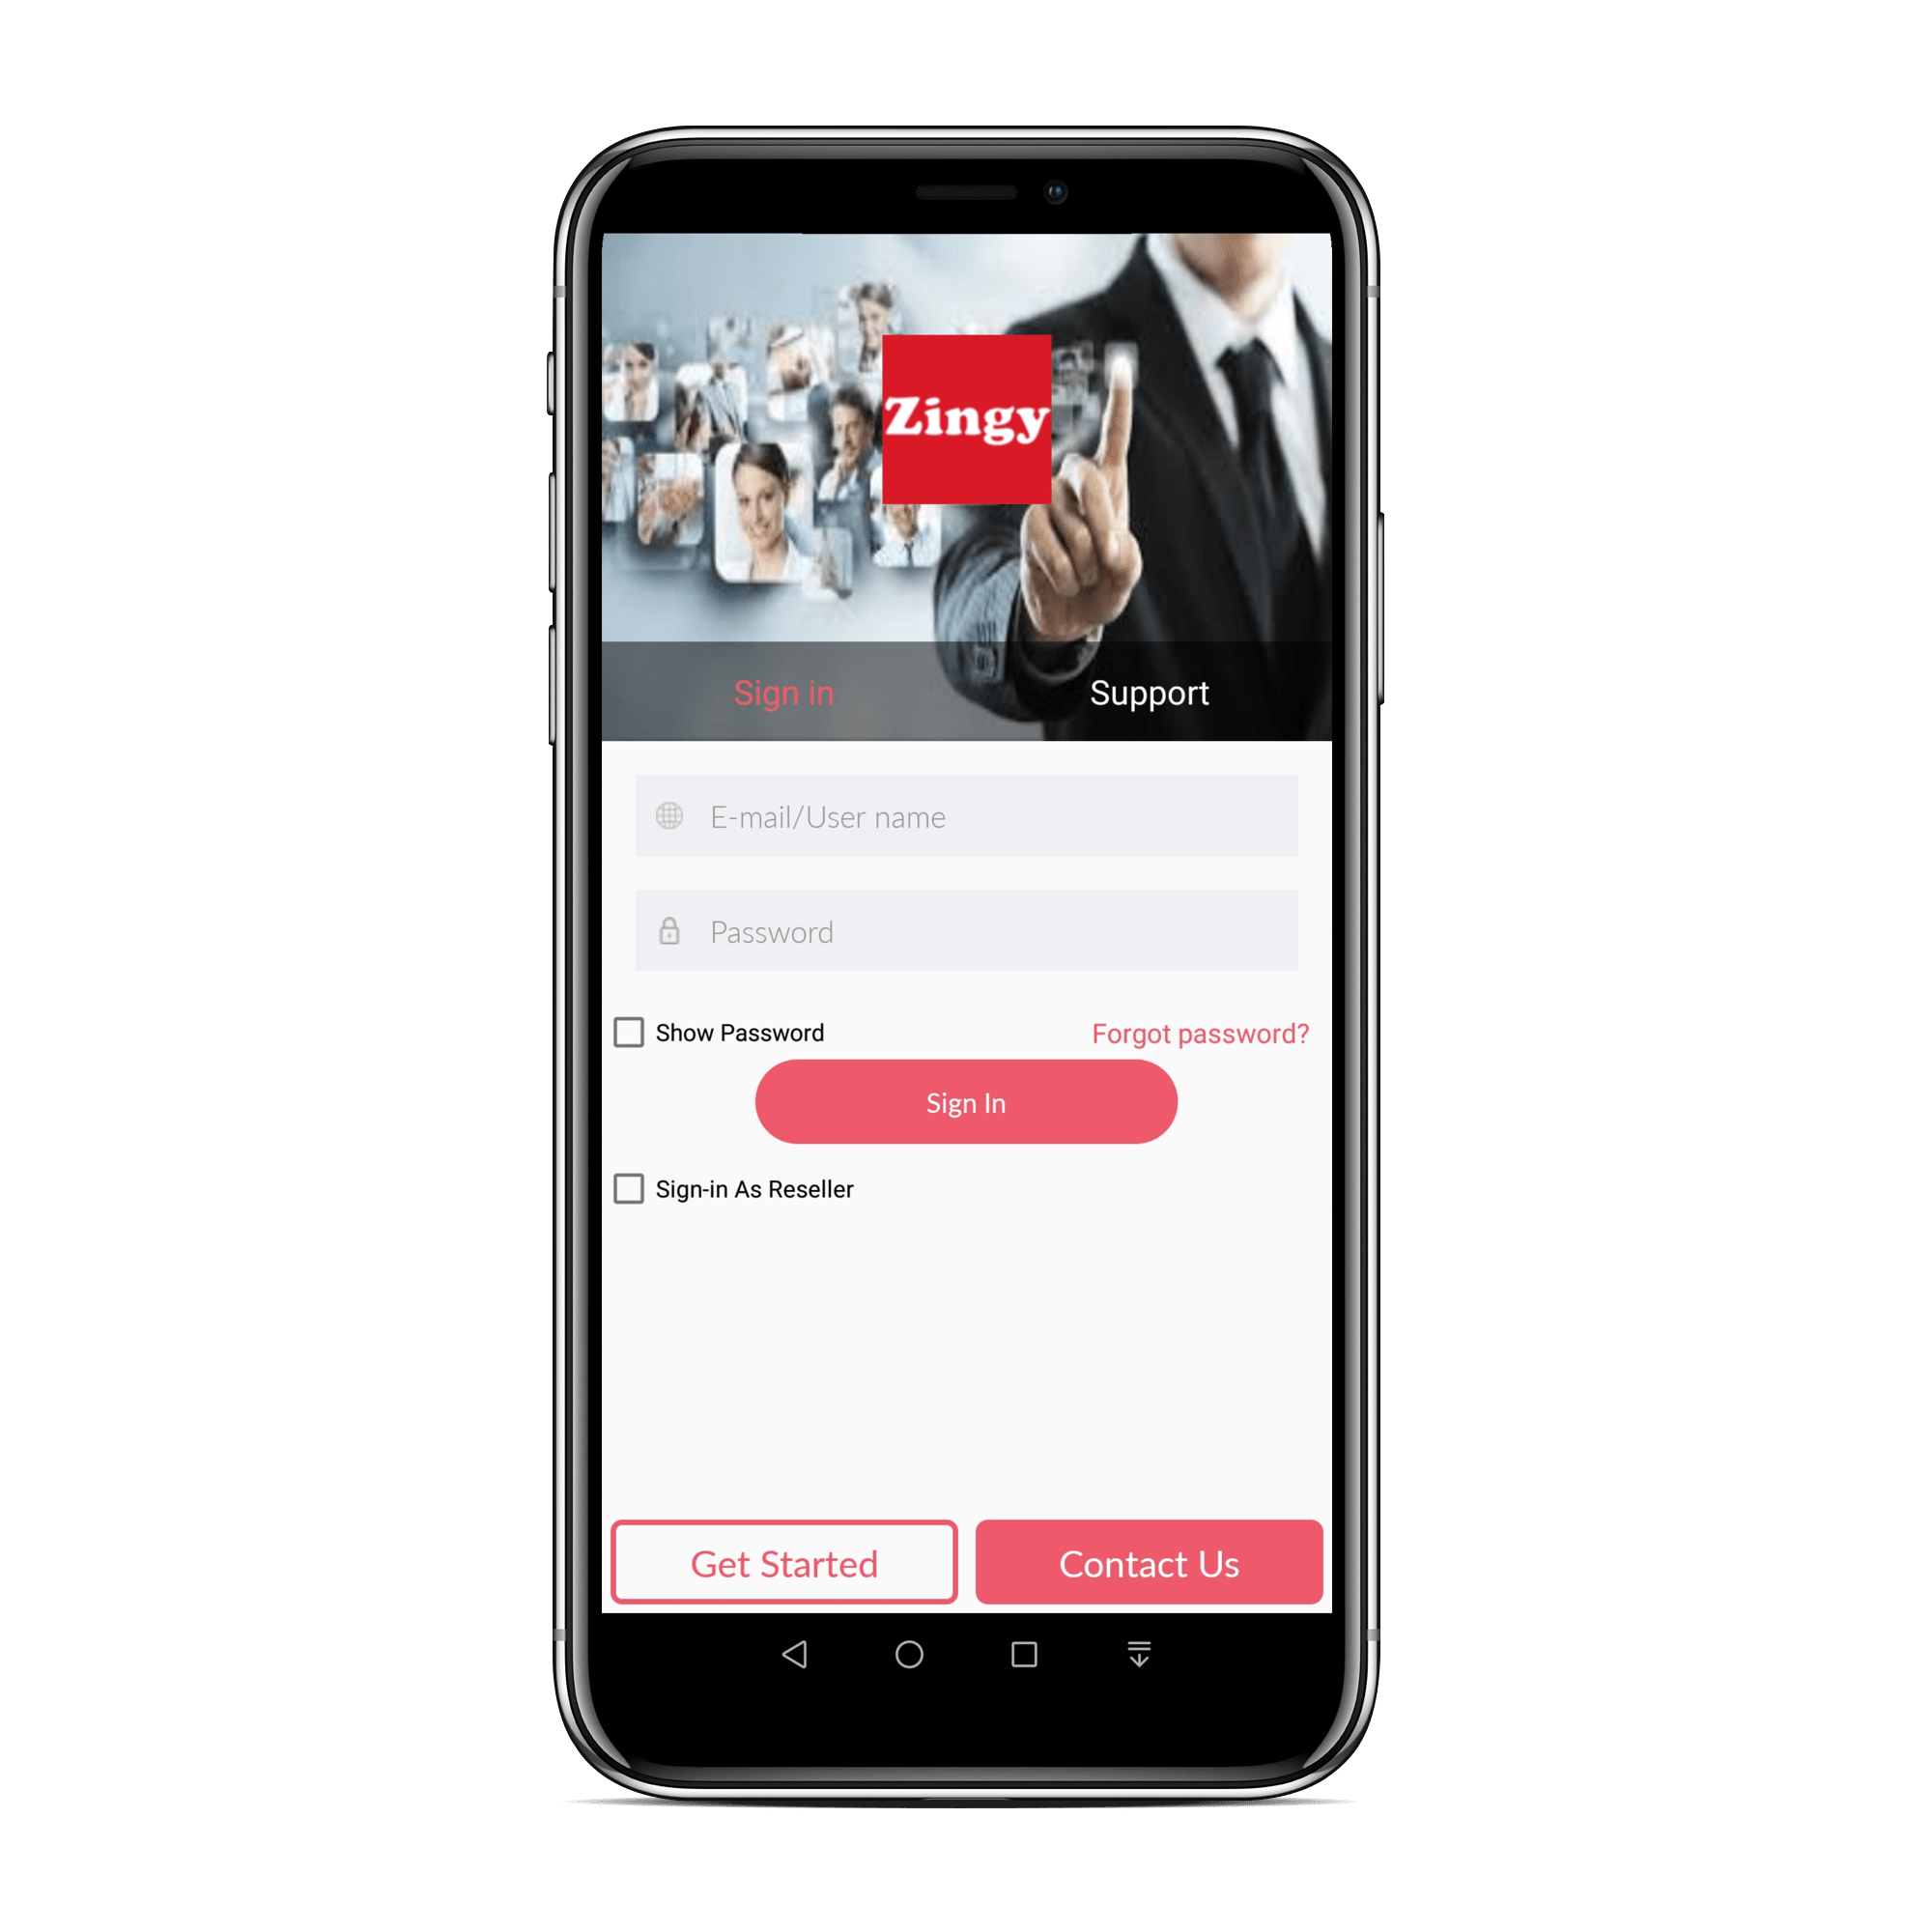 Zingy
Sign in
Support
E-mail/User name
Password
Show Password
Forgot password?
Sign In
Sign-in As Reseller
Get Started
Contact Us